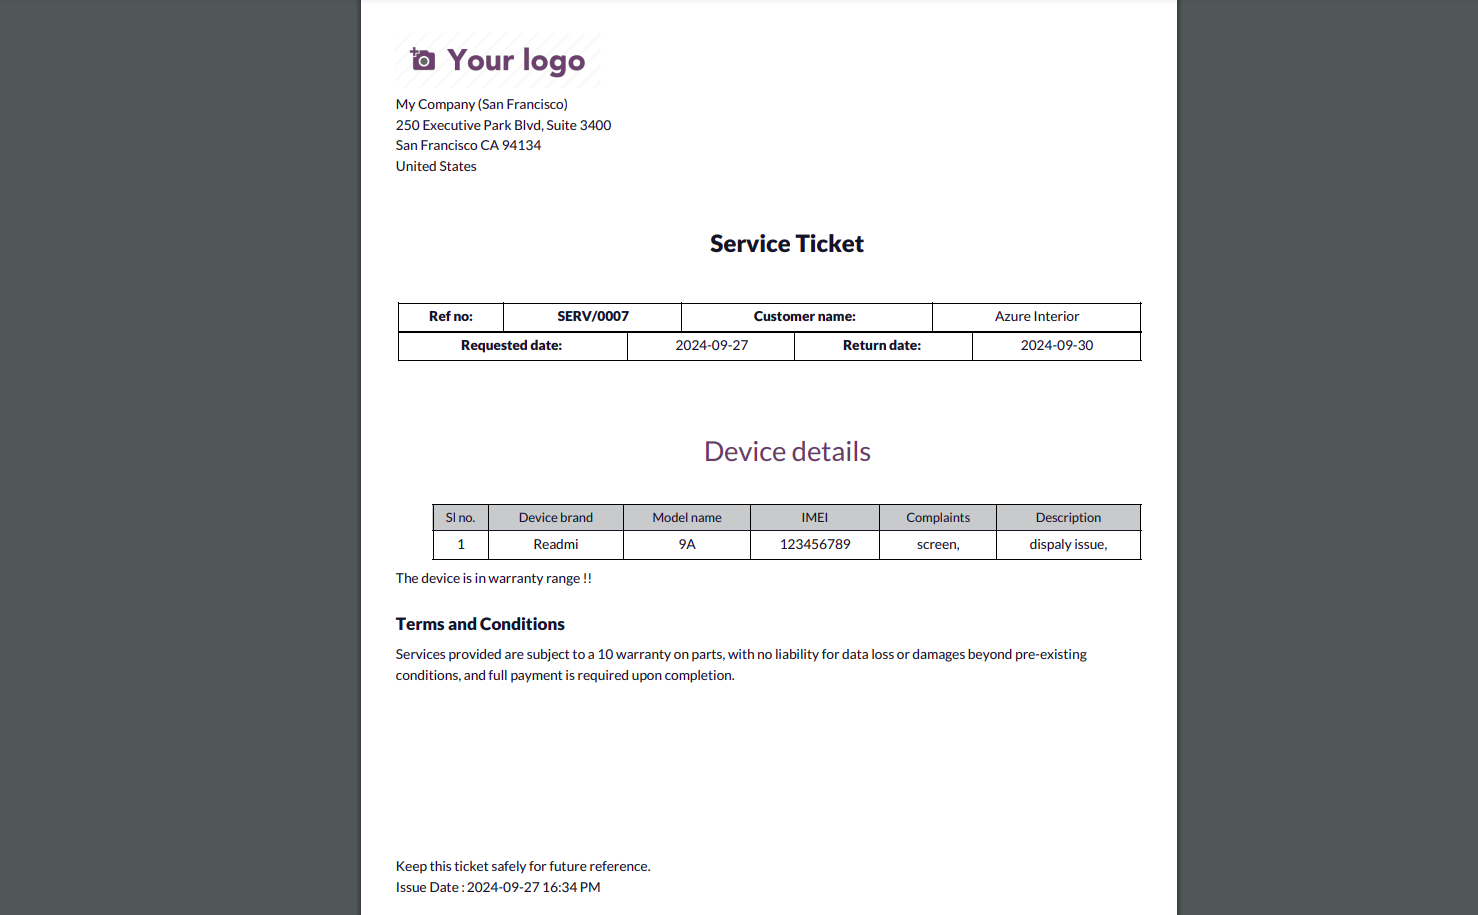 Your logo
My Company (San Francisco)
250 Executive Park Blvd, Suite 3400
San Francisco CA 94134
United States
Service Ticket
Ref no: SERV/0007 Customer name: Azure Interior
Requested date: 2024-09-27 Return date: 2024-09-30
Device details
Sl no. Device brand Model name IMEI Complaints Description
1 Readmi 9A 123456789 screen, dispaly issue,
The device is in warranty range !!
Terms and Conditions
Services provided are subject to a 10 warranty on parts, with no liability for data loss or damages beyond pre-existing
conditions, and full payment is required upon completion.
Keep this ticket safely for future reference.
Issue Date : 2024-09-27 16:34 PM